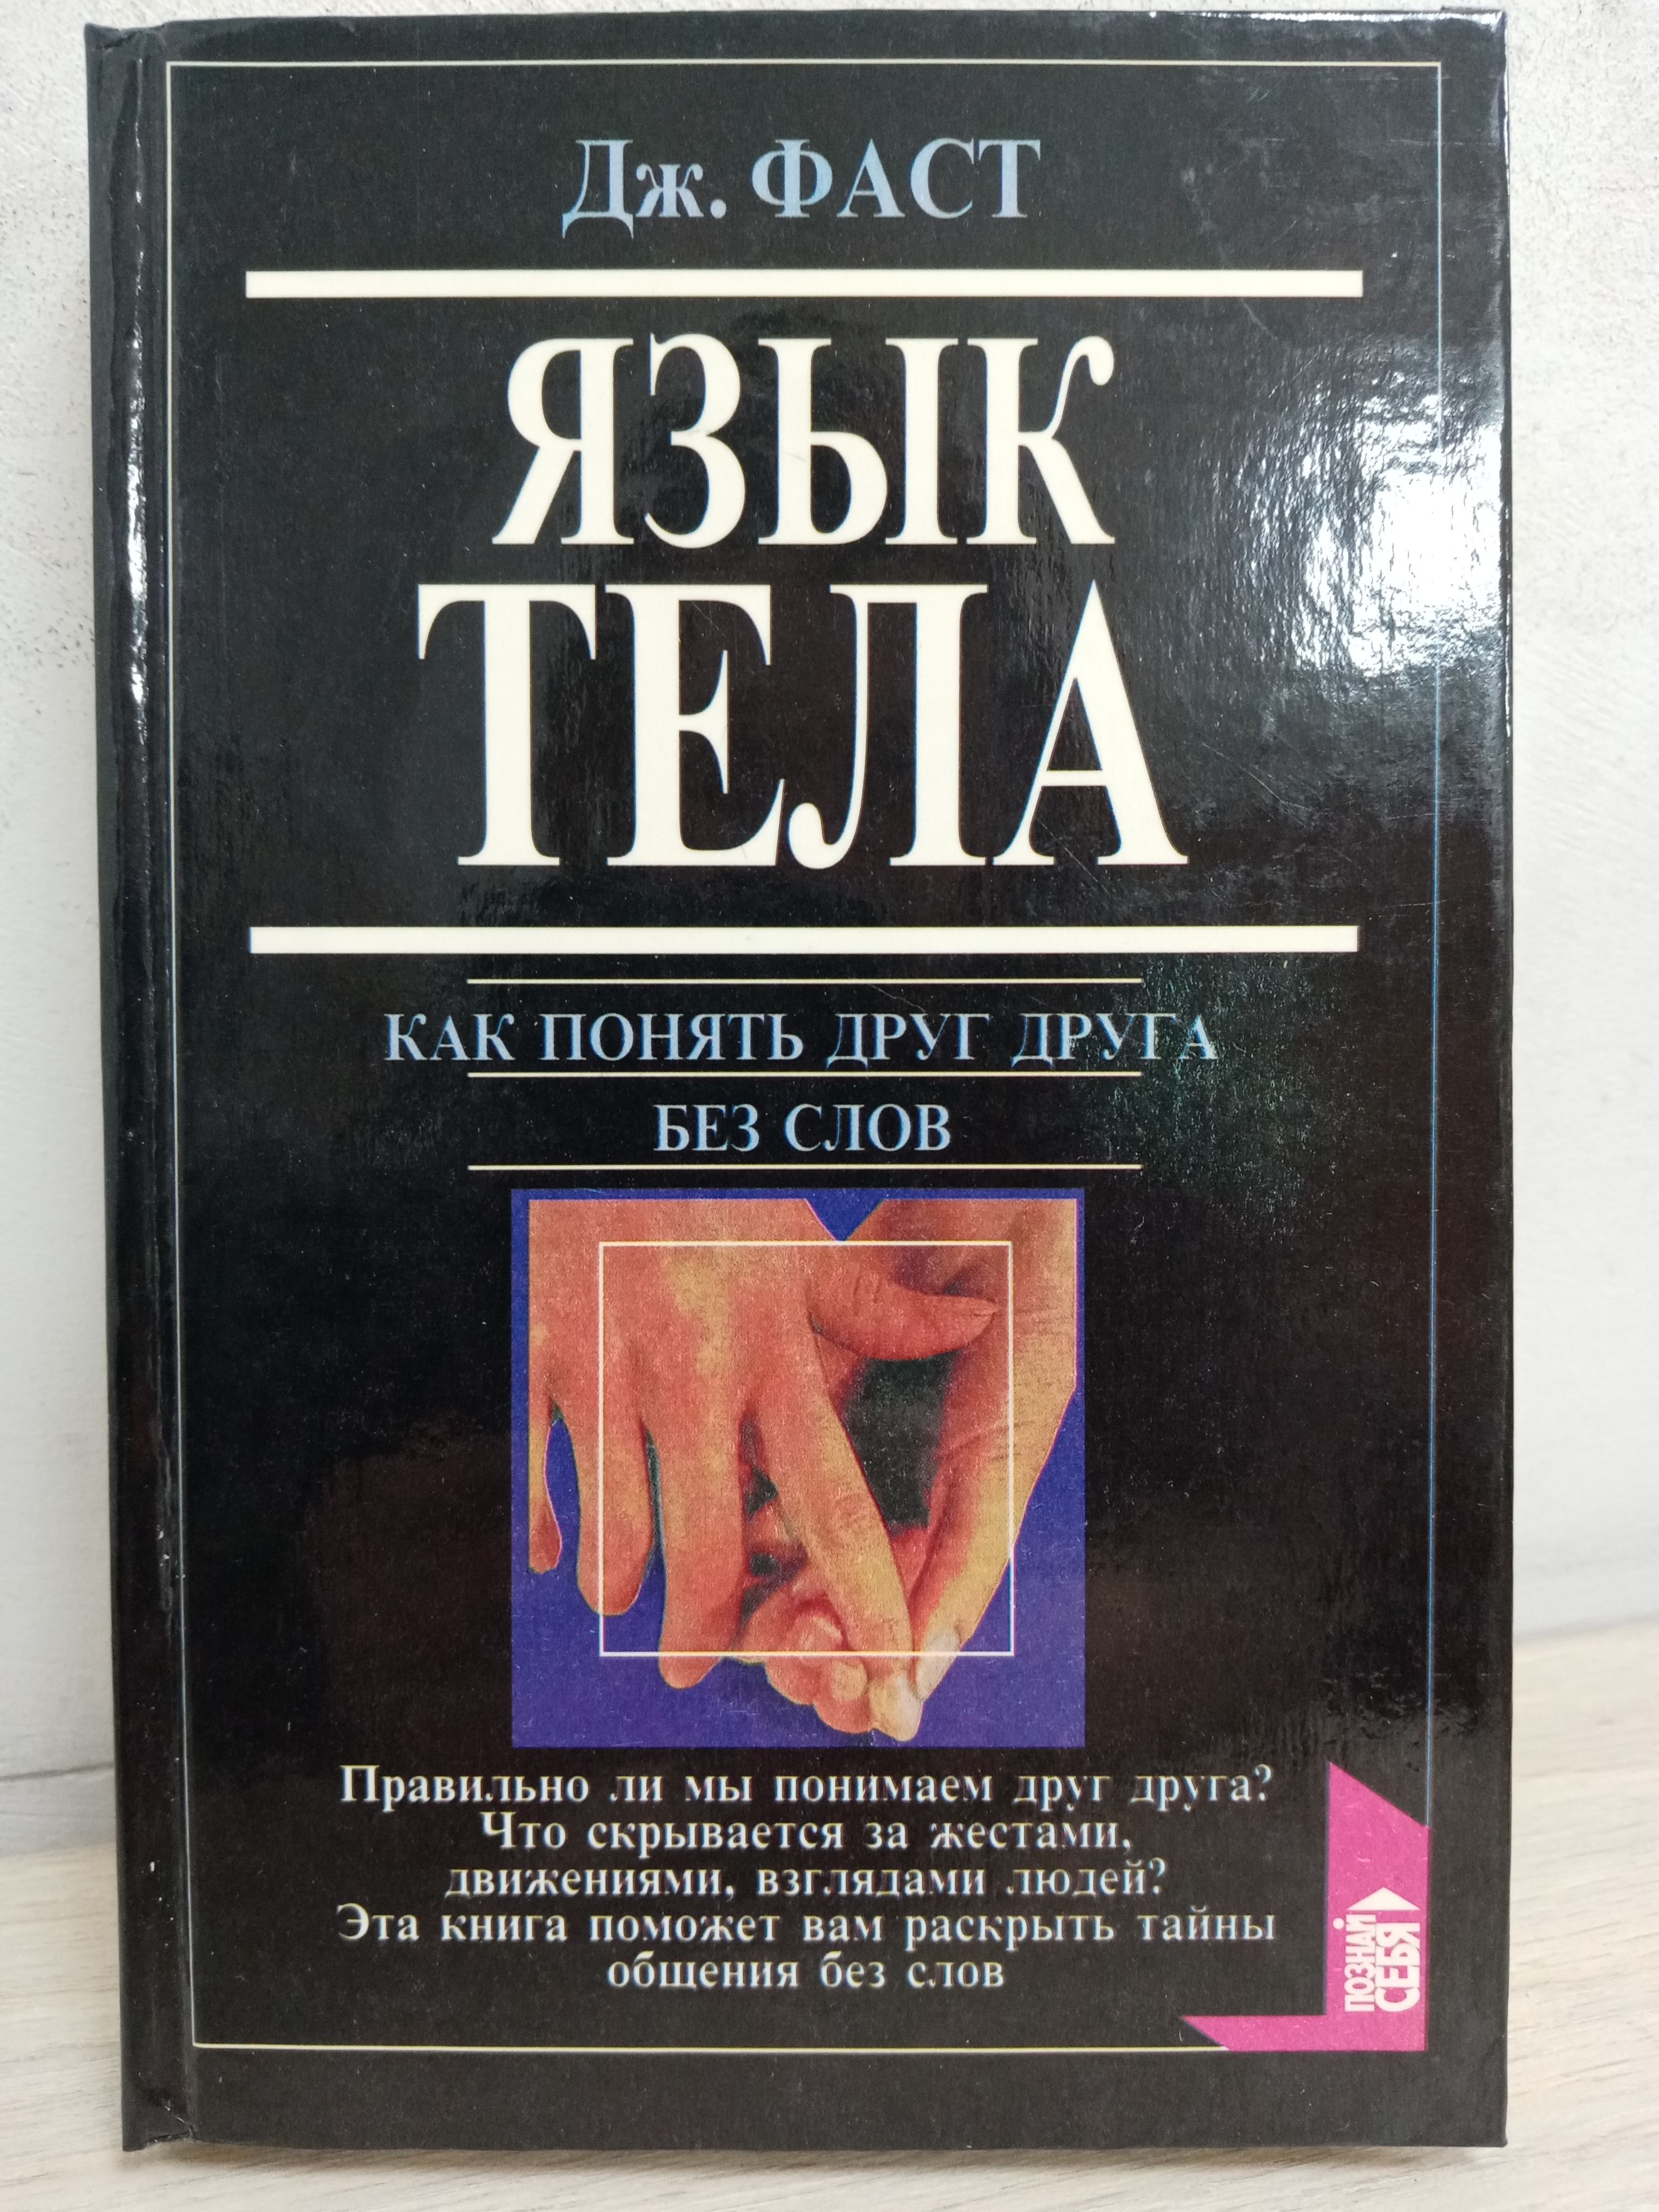 Дж. ФАСТ
ЯЗЫК
ТЕЛА
КАК ПОНЯТЬ ДРУГ ДРУГА
БЕЗ СЛОВ
Правильно ли мы понимаем друг друга?
Что скрывается за жестами,
движениями, взглядами людей?
Эта книга поможет вам раскрыть тайны
общения без слов
ПОЗНАЙ
СЕБЯ